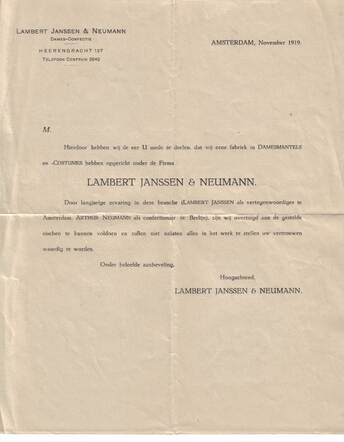 LAMBERT JANSSEN & NEUMANN
DAMES-CONFECTIE
HEERENGRACHT 127
TELEFOON CENTRUM 2642
AMSTERDAM, November 1919.
M.
Hierdoor hebben wij de eer U mede te deelen, dat wij eene fabriek in DAMESMANTELS
en -COSTUMES hebben opgericht onder de Firma
LAMBERT JANSSEN & NEUMANN.
Door langjarige ervaring in deze branche (LAMBERT JANSSEN als vertegenwoordiger te
Amsterdam, ARTHUR NEUMANN als confectionair te Berlijn), zijn wij overtuigd aan de gestelde
eischen te kunnen voldoen en zullen niet nalaten alles in het werk te stellen uw vertrouwen
waardig te worden.
Onder beleefde aanbeveling,
Hoogachtend,
LAMBERT JANSSEN & NEUMANN.